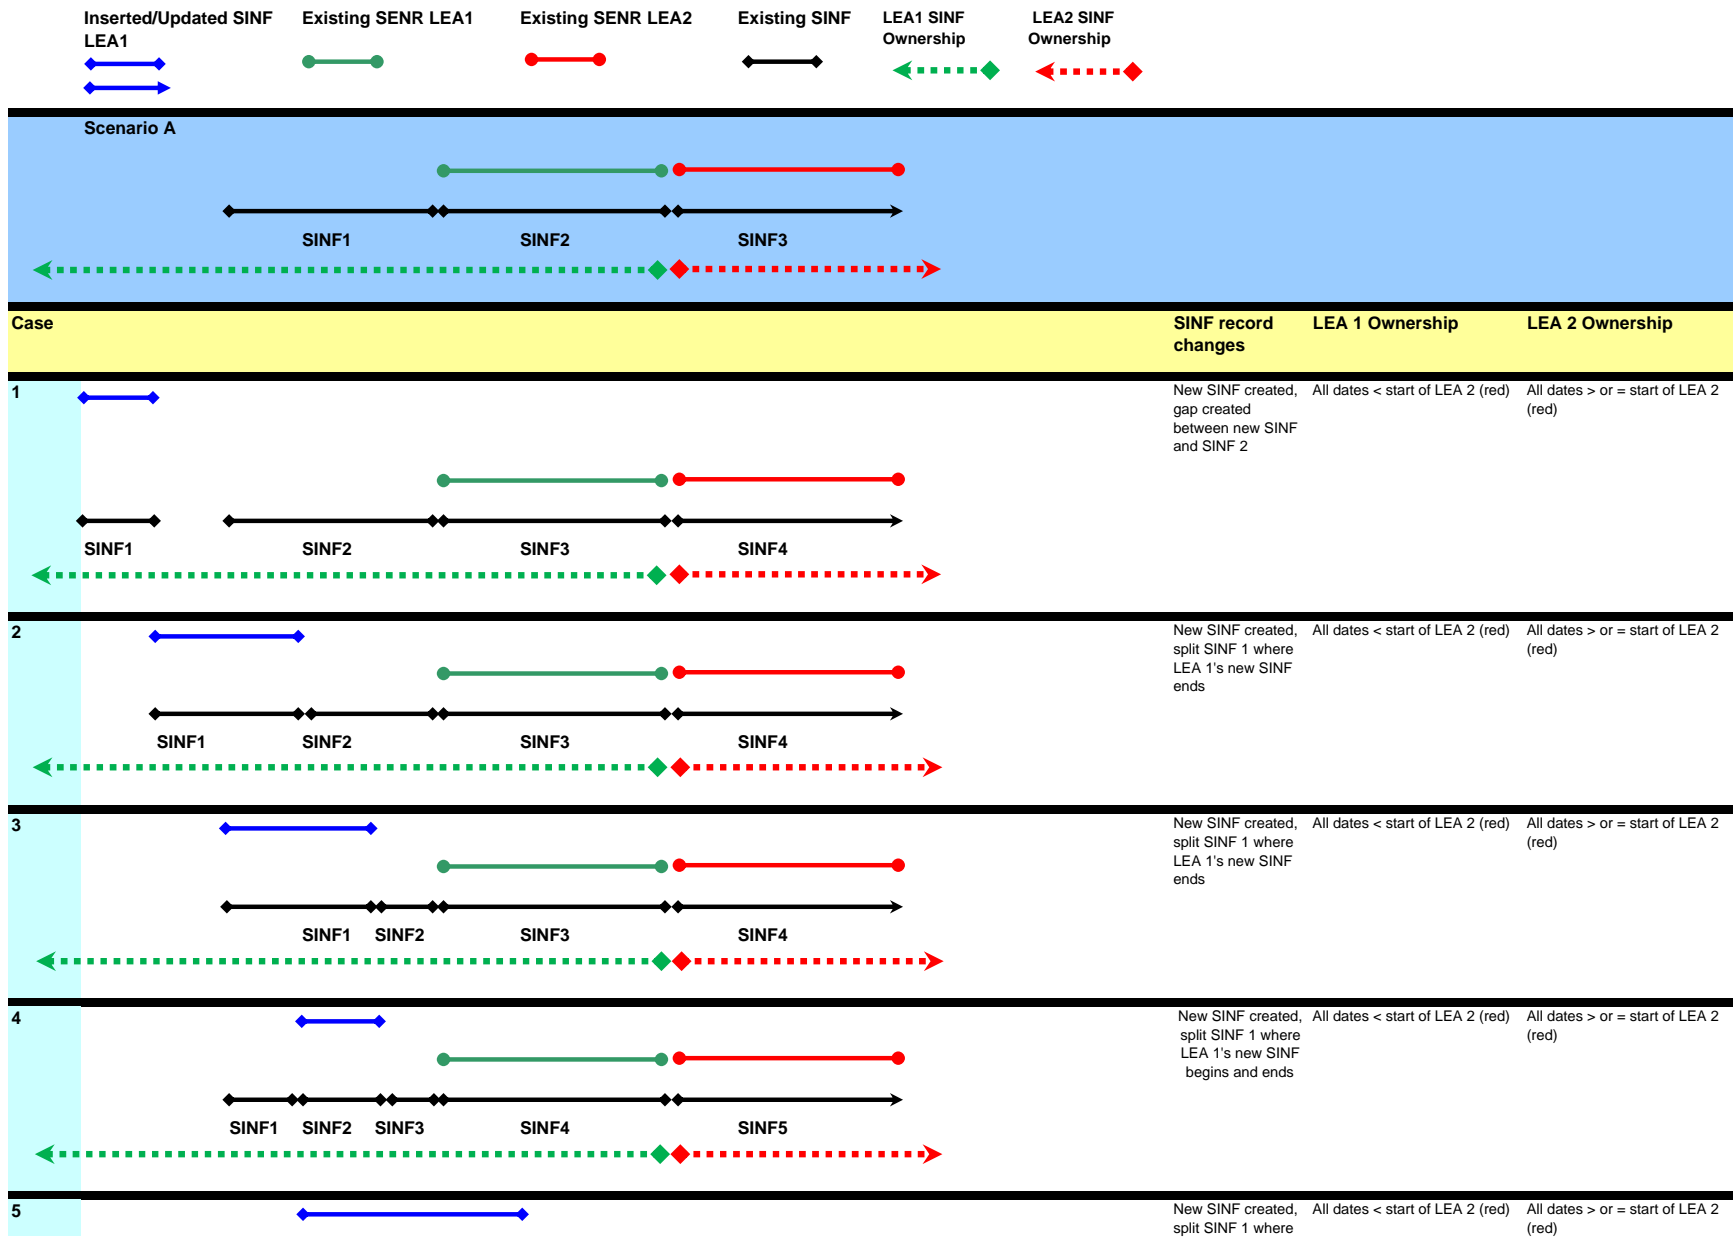 Inserted/Updated SINF LEA1
Existing SENR LEA1
Existing SENR LEA2
Existing SINF
LEA1 SINF Ownership
LEA2 SINF Ownership
Scenario A
SINF1 SINF2 SINF3
Case
SINF record changes
LEA 1 Ownership
LEA 2 Ownership
1
New SINF created,
gap created
between new SINF
and SINF 2
All dates < start of LEA 2 (red)
All dates > or = start of LEA 2
(red)
SINF1 SINF2 SINF3 SINF4
2
New SINF created,
split SINF 1 where
LEA 1's new SINF
ends
All dates < start of LEA 2 (red)
All dates > or = start of LEA 2
(red)
SINF1 SINF2 SINF3 SINF4
3
New SINF created,
split SINF 1 where
LEA 1's new SINF
ends
All dates < start of LEA 2 (red)
All dates > or = start of LEA 2
(red)
SINF1 SINF2 SINF3 SINF4
4
New SINF created,
split SINF 1 where
LEA 1's new SINF
begins and ends
All dates < start of LEA 2 (red)
All dates > or = start of LEA 2
(red)
SINF1 SINF2 SINF3 SINF4 SINF5
5
New SINF created,
split SINF 1 where
All dates < start of LEA 2 (red)
All dates > or = start of LEA 2
(red)